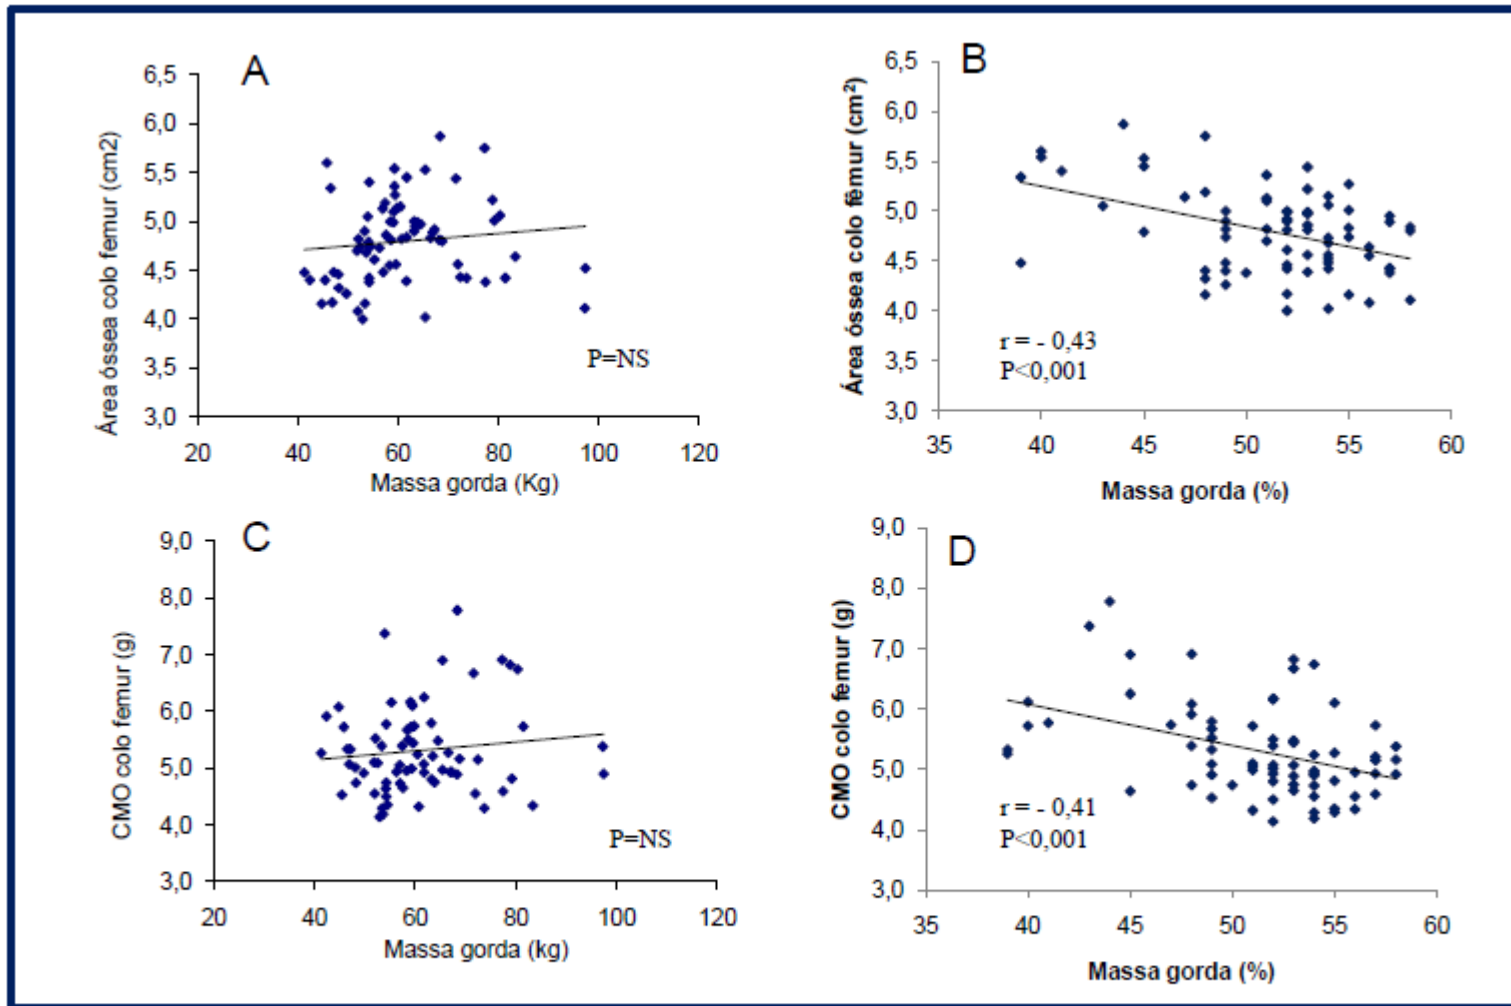 A
Área óssea colo femur (cm2)
6,5
6,0
5,5
5,0
4,5
4,0
3,5
3,0
P=NS
20 40 60 80 100 120
Massa gorda (Kg)
B
Área óssea colo fêmur (cm²)
6,5
6,0
5,5
5,0
4,5
4,0
3,5
3,0
r = - 0,43
P<0,001
35 40 45 50 55 60
Massa gorda (%)
C
CMO colo femur (g)
9,0
8,0
7,0
6,0
5,0
4,0
3,0
P=NS
20 40 60 80 100 120
Massa gorda (kg)
D
CMO colo femur (g)
9,0
8,0
7,0
6,0
5,0
4,0
3,0
r = - 0,41
P<0,001
35 40 45 50 55 60
Massa gorda (%)